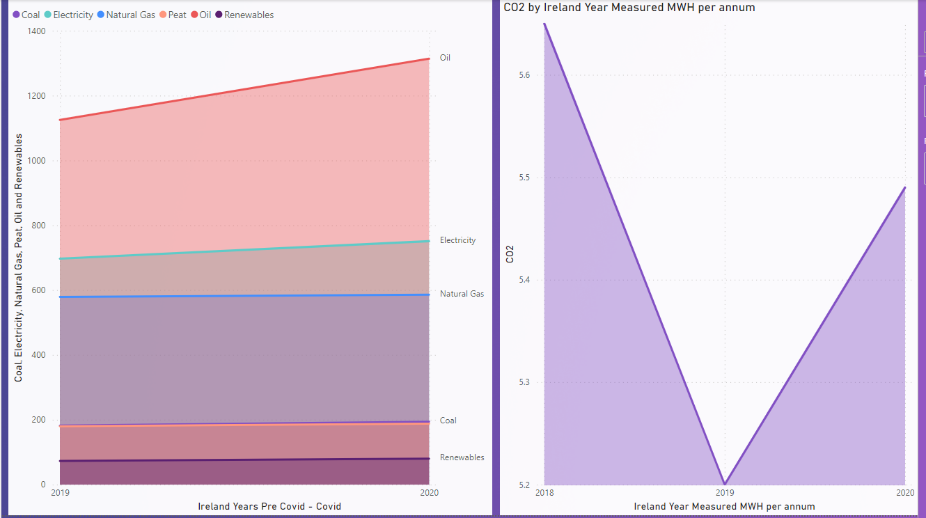 Coal Electricity Natural Gas Peat Oil Renewables
1400
1200
1000
800
600
400
200
0
Coal, Electricity, Natural Gas, Peat, Oil and Renewables
Oil
Electricity
Natural Gas
Coal
Renewables
2019 2020
Ireland Years Pre Covid - Covid
CO2 by Ireland Year Measured MWH per annum
5.6
5.5
5.4
5.3
5.2
CO2
2018 2019 2020
Ireland Year Measured MWH per annum